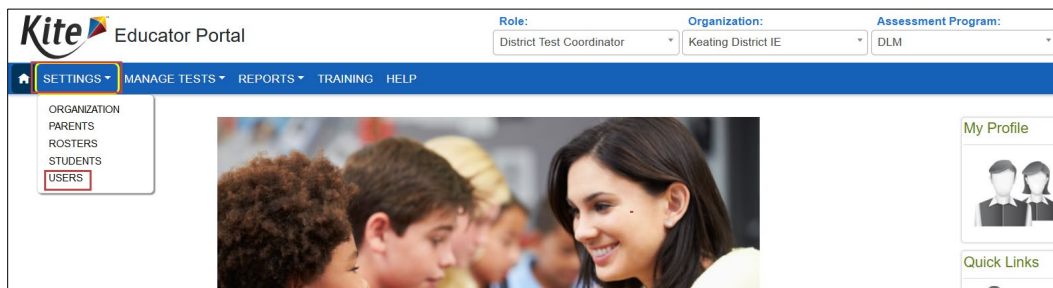 Kite Educator Portal
Role: Organization: Assessment Program:
District Test Coordinator Keating District IE DLM
SETTINGS MANAGE TESTS REPORTS TRAINING HELP
ORGANIZATION
PARENTS
ROSTERS
STUDENTS
USERS
My Profile
Quick Links